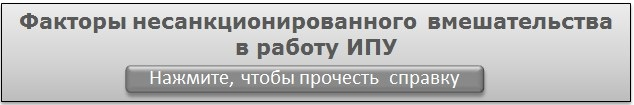 Факторы несанкционированного вмешательства
в работу ИПУ
Нажмите, чтобы прочесть справку